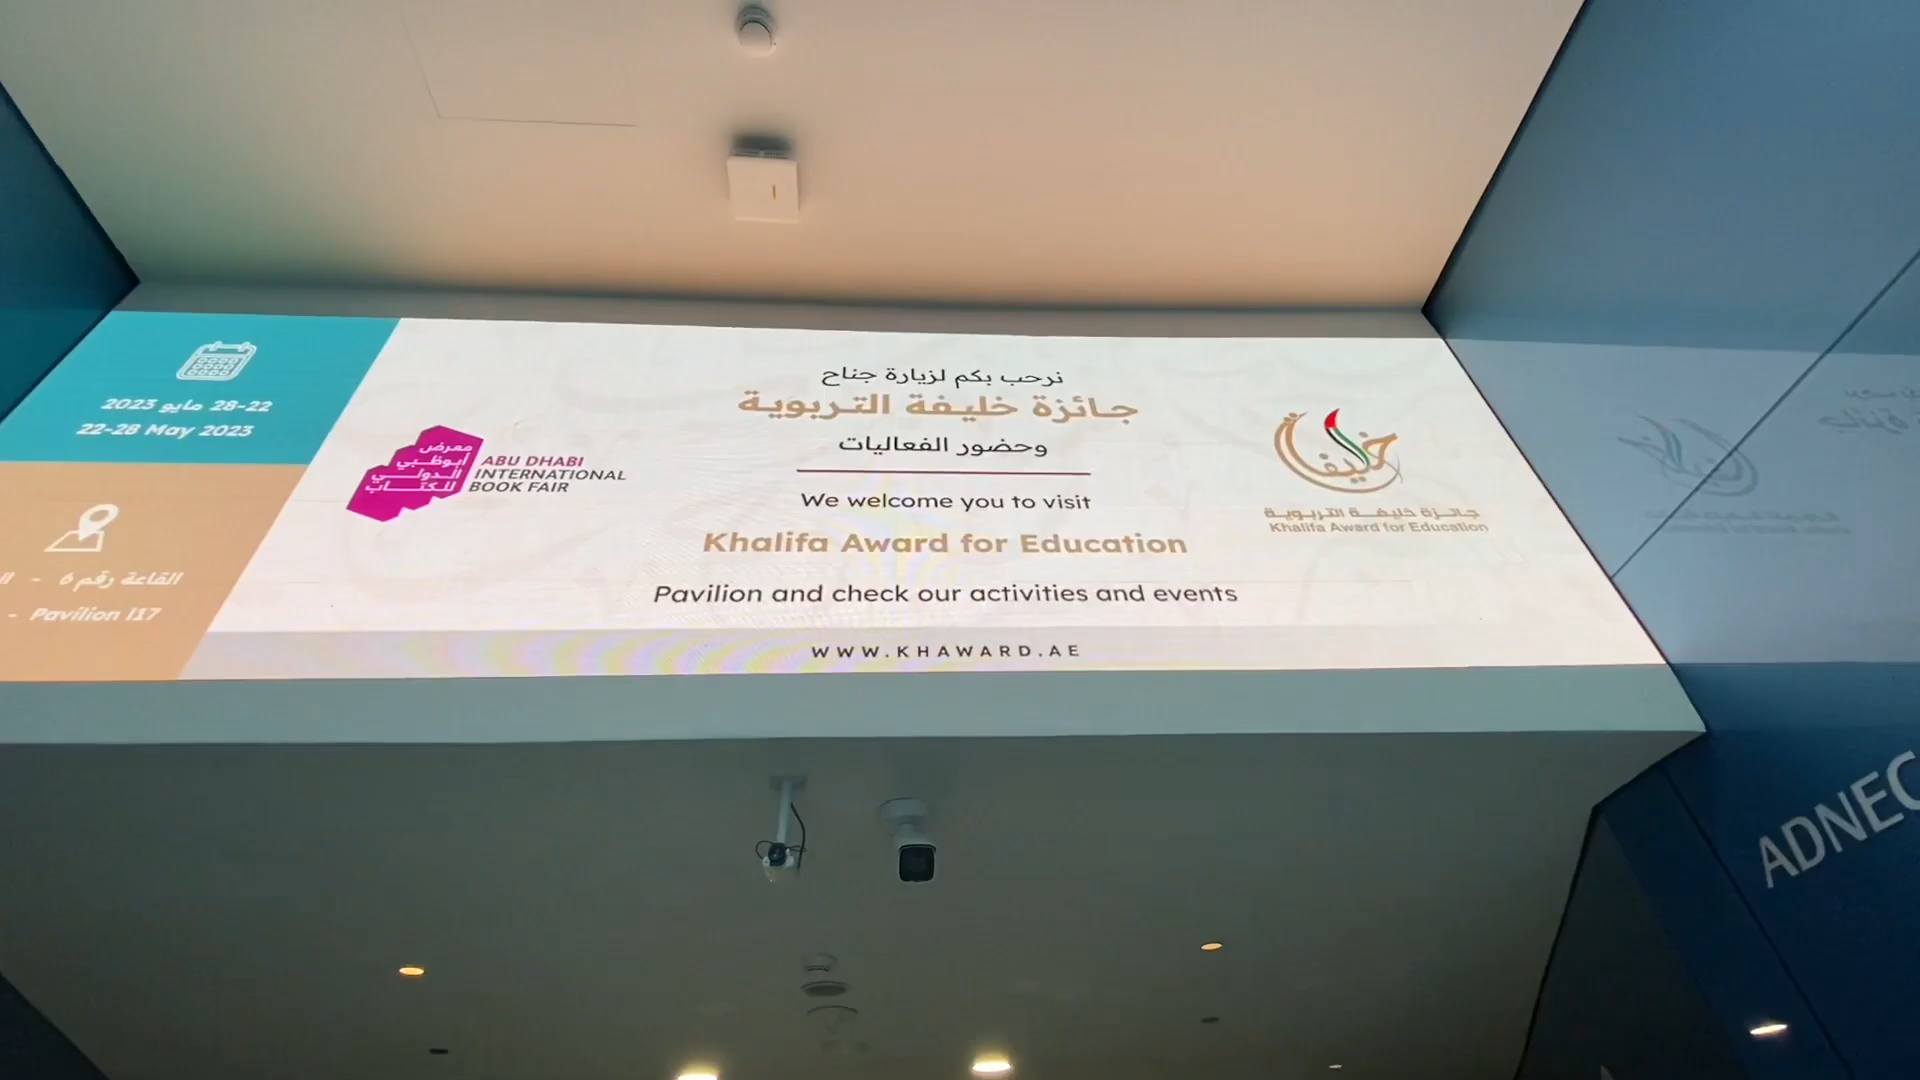 22-28 مايو 2023
22-28 May 2023
القاعة رقم 6 -
- Pavilion I17
معرض
أبوظبي
الدولي
للكتاب
ABU DHABI
INTERNATIONAL
BOOK FAIR
نرحب بكم لزيارة جناح
جائزة خليفة التربوية
وحضور الفعاليات
We welcome you to visit
Khalifa Award for Education
Pavilion and check our activities and events
WWW.KHAWARD.AE
خليفة
جائزة خليفة التربوية
Khalifa Award for Education
ADNEC